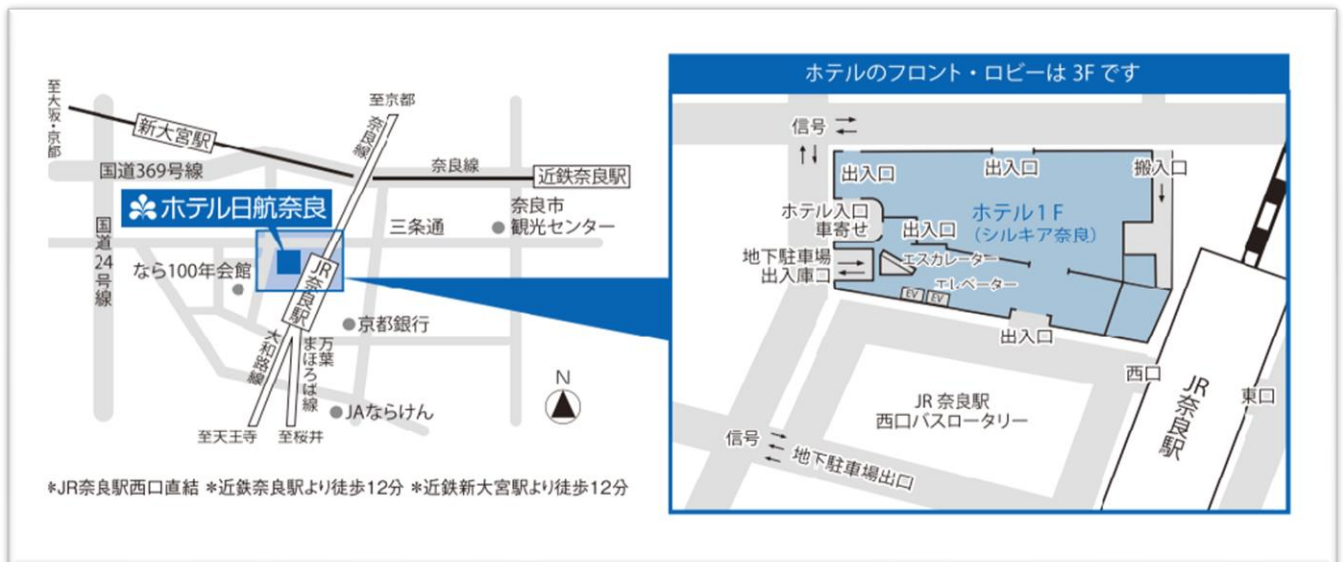 至大阪・京都
新大宮駅
至京都
奈良線
国道369号線
奈良線
近鉄奈良駅
ホテル日航奈良
国道24号線
三条通
奈良市
観光センター
なら100年会館
JR奈良駅
京都銀行
大和路線
万葉
まほろば線
N
JAならけん
至天王寺
至桜井
*JR奈良駅西口直結 *近鉄奈良駅より徒歩12分 *近鉄新大宮駅より徒歩12分
ホテルのフロント・ロビーは 3F です
信号
出入口
出入口
搬入口
ホテル入口
車寄せ
出入口
ホテル1F
(シルキア奈良)
地下駐車場
出入庫口
エスカレーター
エレベーター
EV
EV
出入口
西口
JR奈良駅
東口
JR 奈良駅
西口バスロータリー
信号
地下駐車場出口